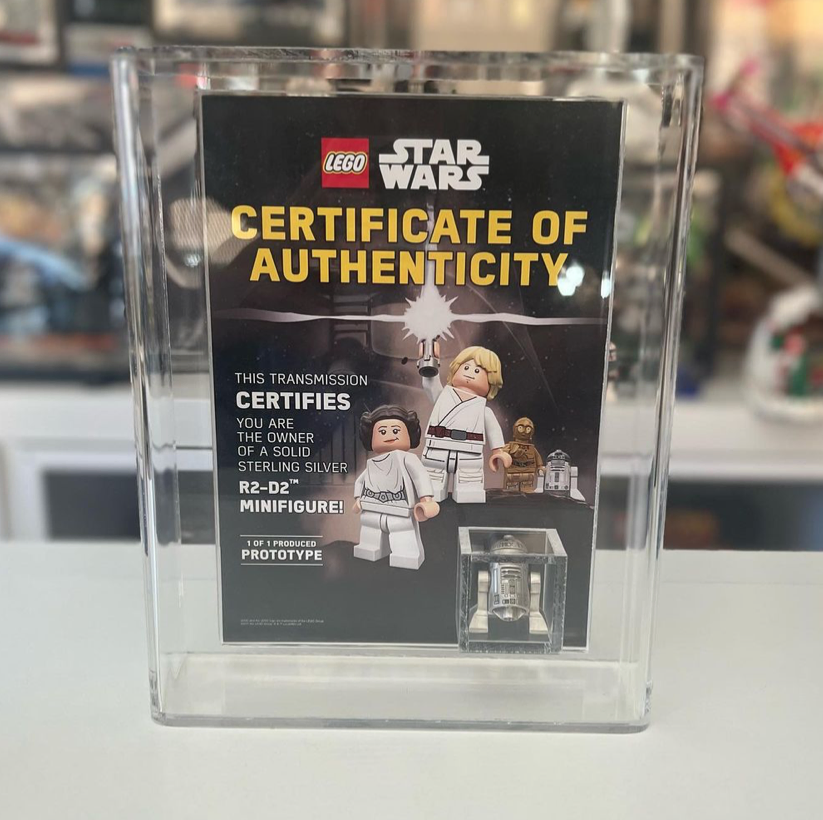 LEGO STAR WARS
CERTIFICATE OF
AUTHENTICITY
THIS TRANSMISSION
CERTIFIES
YOU ARE
THE OWNER
OF A SOLID
STERLING SILVER
R2-D2™
MINIFIGURE!
1 OF 1 PRODUCED
PROTOTYPE